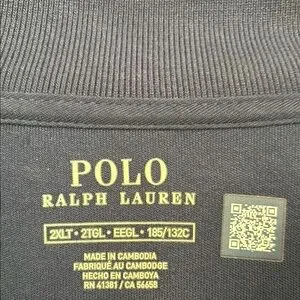 POLO
RALPH LAUREN
2XLT • 2TGL • EEGL • 185/132C
MADE IN CAMBODIA
FABRIQUÉ AU CAMBODGE
HECHO EN CAMBOYA
RN 41381 / CA 56658